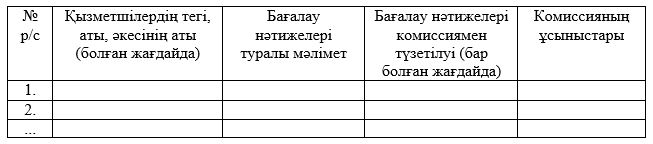 № р/с
Қызметшілердің тегі, аты, әкесінің аты (болған жағдайда)
Бағалау нәтижелері туралы мәлімет
Бағалау нәтижелері комиссиямен түзетілуі (бар болған жағдайда)
Комиссияның ұсыныстары
1.
2.
...